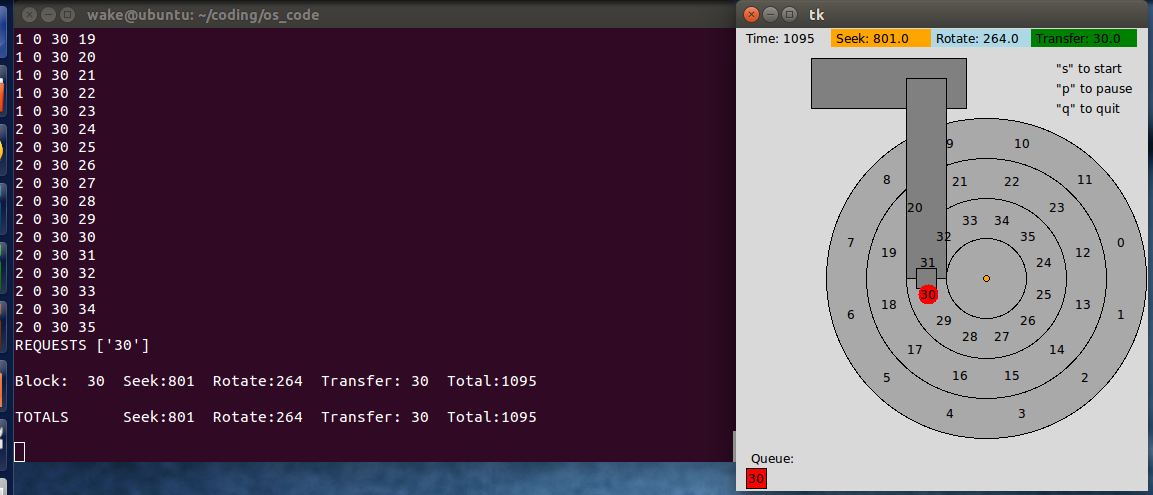 wake@ubuntu: ~/coding/os_code
1 0 30 19
1 0 30 20
1 0 30 21
1 0 30 22
1 0 30 23
2 0 30 24
2 0 30 25
2 0 30 26
2 0 30 27
2 0 30 28
2 0 30 29
2 0 30 30
2 0 30 31
2 0 30 32
2 0 30 33
2 0 30 34
2 0 30 35
REQUESTS ['30']
Block:  30  Seek:801  Rotate:264  Transfer: 30  Total:1095
TOTALS      Seek:801  Rotate:264  Transfer: 30  Total:1095
tk
Time: 1095 Seek: 801.0 Rotate: 264.0 Transfer: 30.0
"s" to start
"p" to pause
"q" to quit
9 10
8 21 22 11
20 33 34 23
7 19 31 32 35 24 12 0
6 18 30 29 26 25 13 1
17 28 27 14
5 16 15 2
4 3
Queue:
30